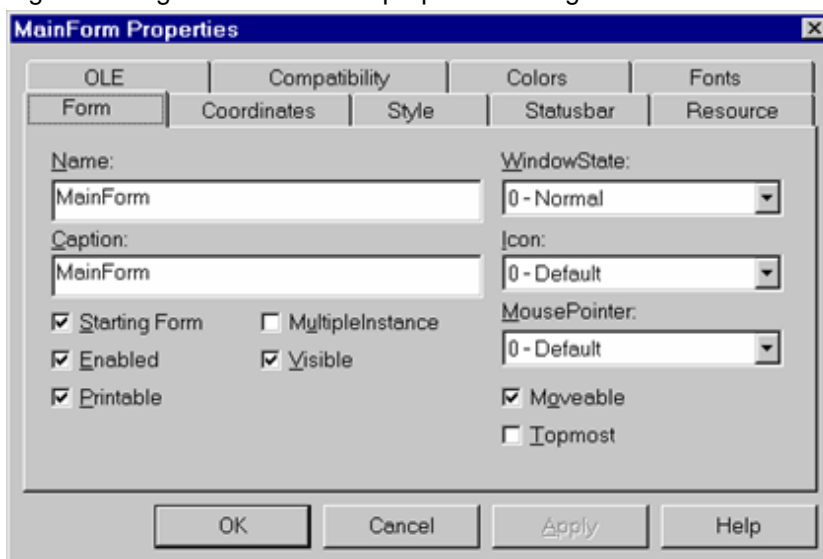 MainForm Properties
OLE Compatibility Colors Fonts
Form Coordinates Style Statusbar Resource
Name: WindowState:
MainForm 0 - Normal
Caption: Icon:
MainForm 0 - Default
Starting Form MultipleInstance MousePointer:
Enabled Visible 0 - Default
Printable Moveable
Topmost
OK Cancel Apply Help